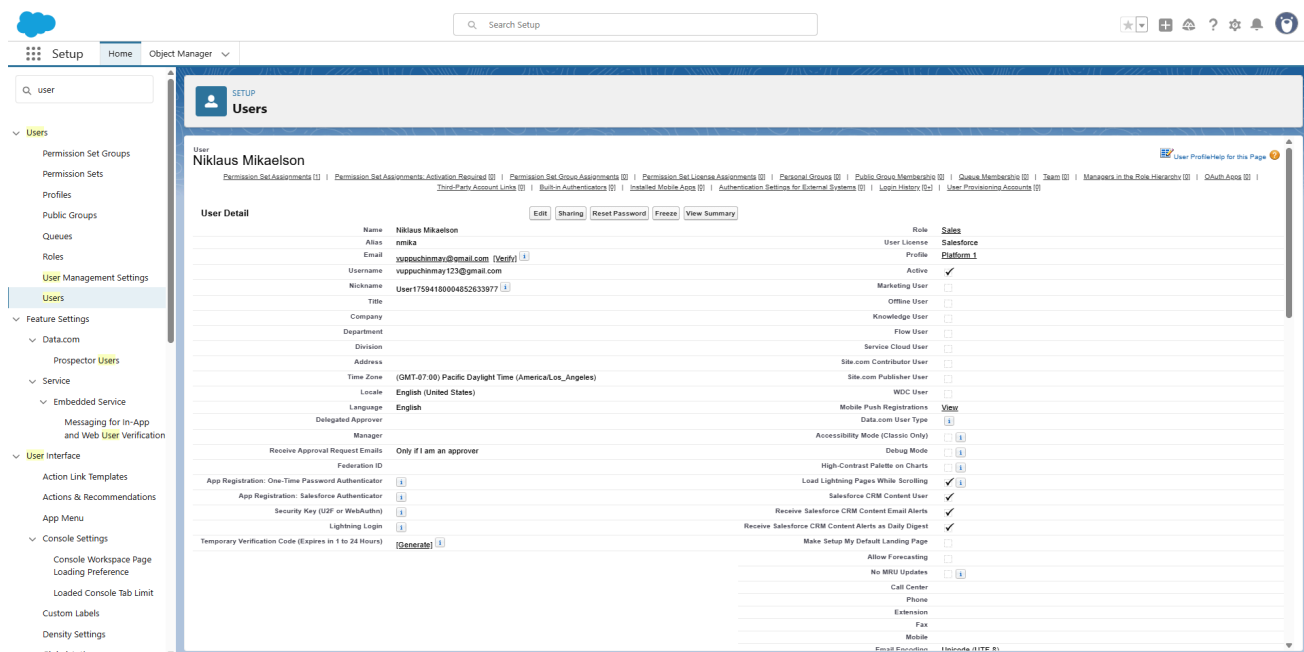 Search Setup
Setup Home Object Manager
user
Users
Permission Set Groups
Permission Sets
Profiles
Public Groups
Queues
Roles
User Management Settings
Users
Feature Settings
Data.com
Prospector Users
Service
Embedded Service
Messaging for In-App
and Web User Verification
User Interface
Action Link Templates
Actions & Recommendations
App Menu
Console Settings
Console Workspace Page
Loading Preference
Loaded Console Tab Limit
Custom Labels
Density Settings
SETUP
Users
User
Niklaus Mikaelson
User Profile Help for this Page
Permission Set Assignments [1] | Permission Set Assignments: Activation Required [0] | Permission Set Group Assignments [0] | Permission Set License Assignments [0] | Personal Groups [0] | Public Group Membership [0] | Queue Membership [0] | Team [0] | Managers in the Role Hierarchy [0] | OAuth Apps [0] |
Third-Party Account Links [0] | Built-in Authenticators [0] | Installed Mobile Apps [0] | Authentication Settings for External Systems [0] | Login History [0+] | User Provisioning Accounts [0]
User Detail Edit Sharing Reset Password Freeze View Summary
Name Niklaus Mikaelson
Alias nmika
Email vuppuchinmay@gmail.com [Verify]
Username vuppuchinmay123@gmail.com
Nickname User17594180004852633977
Title
Company
Department
Division
Address
Time Zone (GMT-07:00) Pacific Daylight Time (America/Los_Angeles)
Locale English (United States)
Language English
Delegated Approver
Manager
Receive Approval Request Emails Only if I am an approver
Federation ID
App Registration: One-Time Password Authenticator
App Registration: Salesforce Authenticator
Security Key (U2F or WebAuthn)
Lightning Login
Temporary Verification Code (Expires in 1 to 24 Hours) [Generate]
Role Sales
User License Salesforce
Profile Platform 1
Active
Marketing User
Offline User
Knowledge User
Flow User
Service Cloud User
Site.com Contributor User
Site.com Publisher User
WDC User
Mobile Push Registrations View
Data.com User Type
Accessibility Mode (Classic Only)
Debug Mode
High-Contrast Palette on Charts
Load Lightning Pages While Scrolling
Salesforce CRM Content User
Receive Salesforce CRM Content Email Alerts
Receive Salesforce CRM Content Alerts as Daily Digest
Make Setup My Default Landing Page
Allow Forecasting
No MRU Updates
Call Center
Phone
Extension
Fax
Mobile
Email Encoding Unicode (UTF-8)